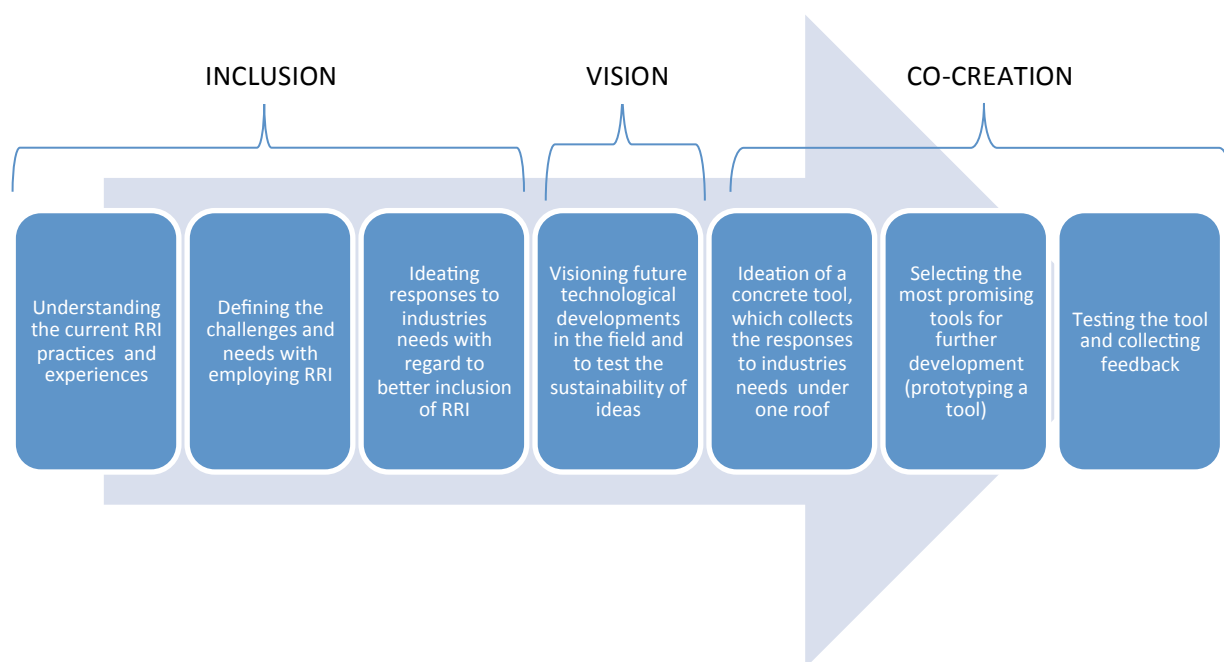 INCLUSION
VISION
CO-CREATION
Understanding
the current RRI
practices and
experiences
Defining the
challenges and
needs with
employing RRI
Ideating
responses to
industries
needs with
regard to
better inclusion
of RRI
Visioning future
technological
developments
in the field and
to test the
sustainability of
ideas
Ideation of a
concrete tool,
which collects
the responses
to industries
needs under
one roof
Selecting the
most promising
tools for
further
development
(prototyping a
tool)
Testing the tool
and collecting
feedback